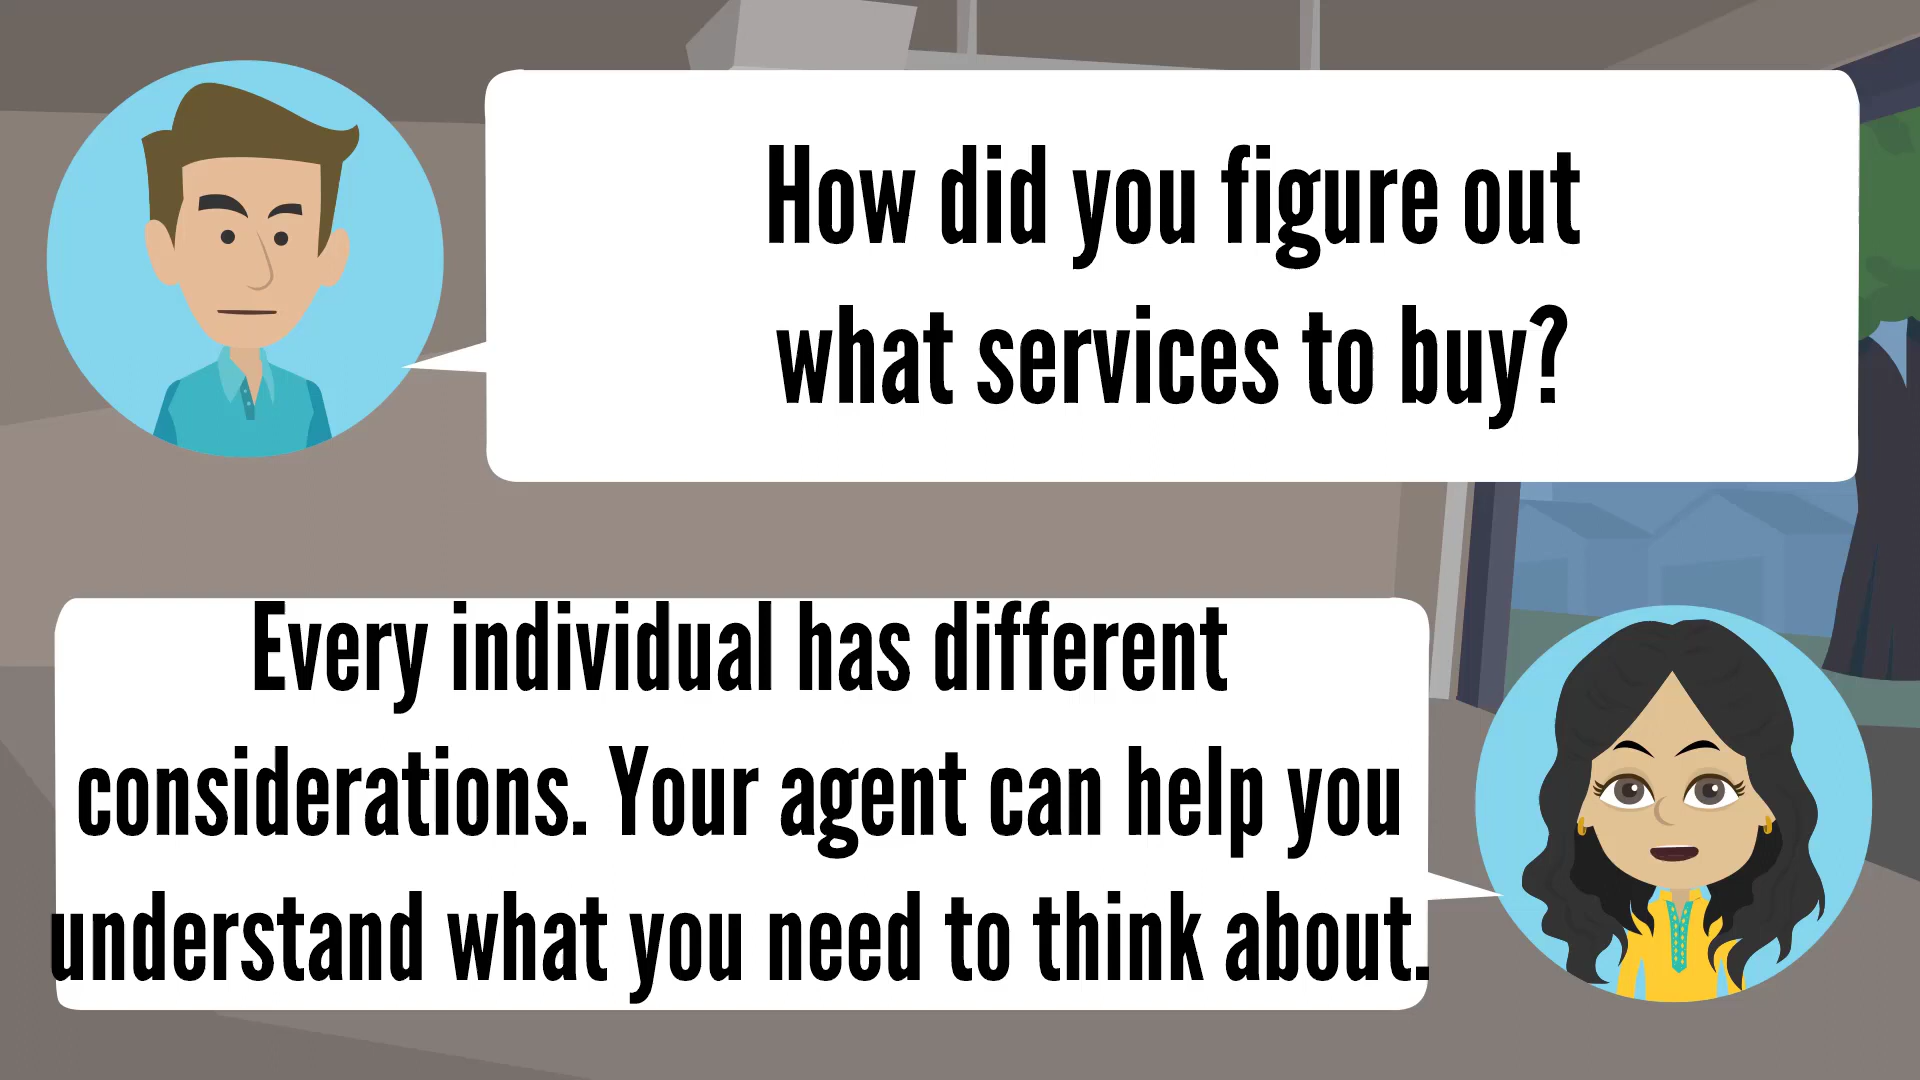 How did you figure out
what services to buy?
Every individual has different
considerations. Your agent can help you
understand what you need to think about.